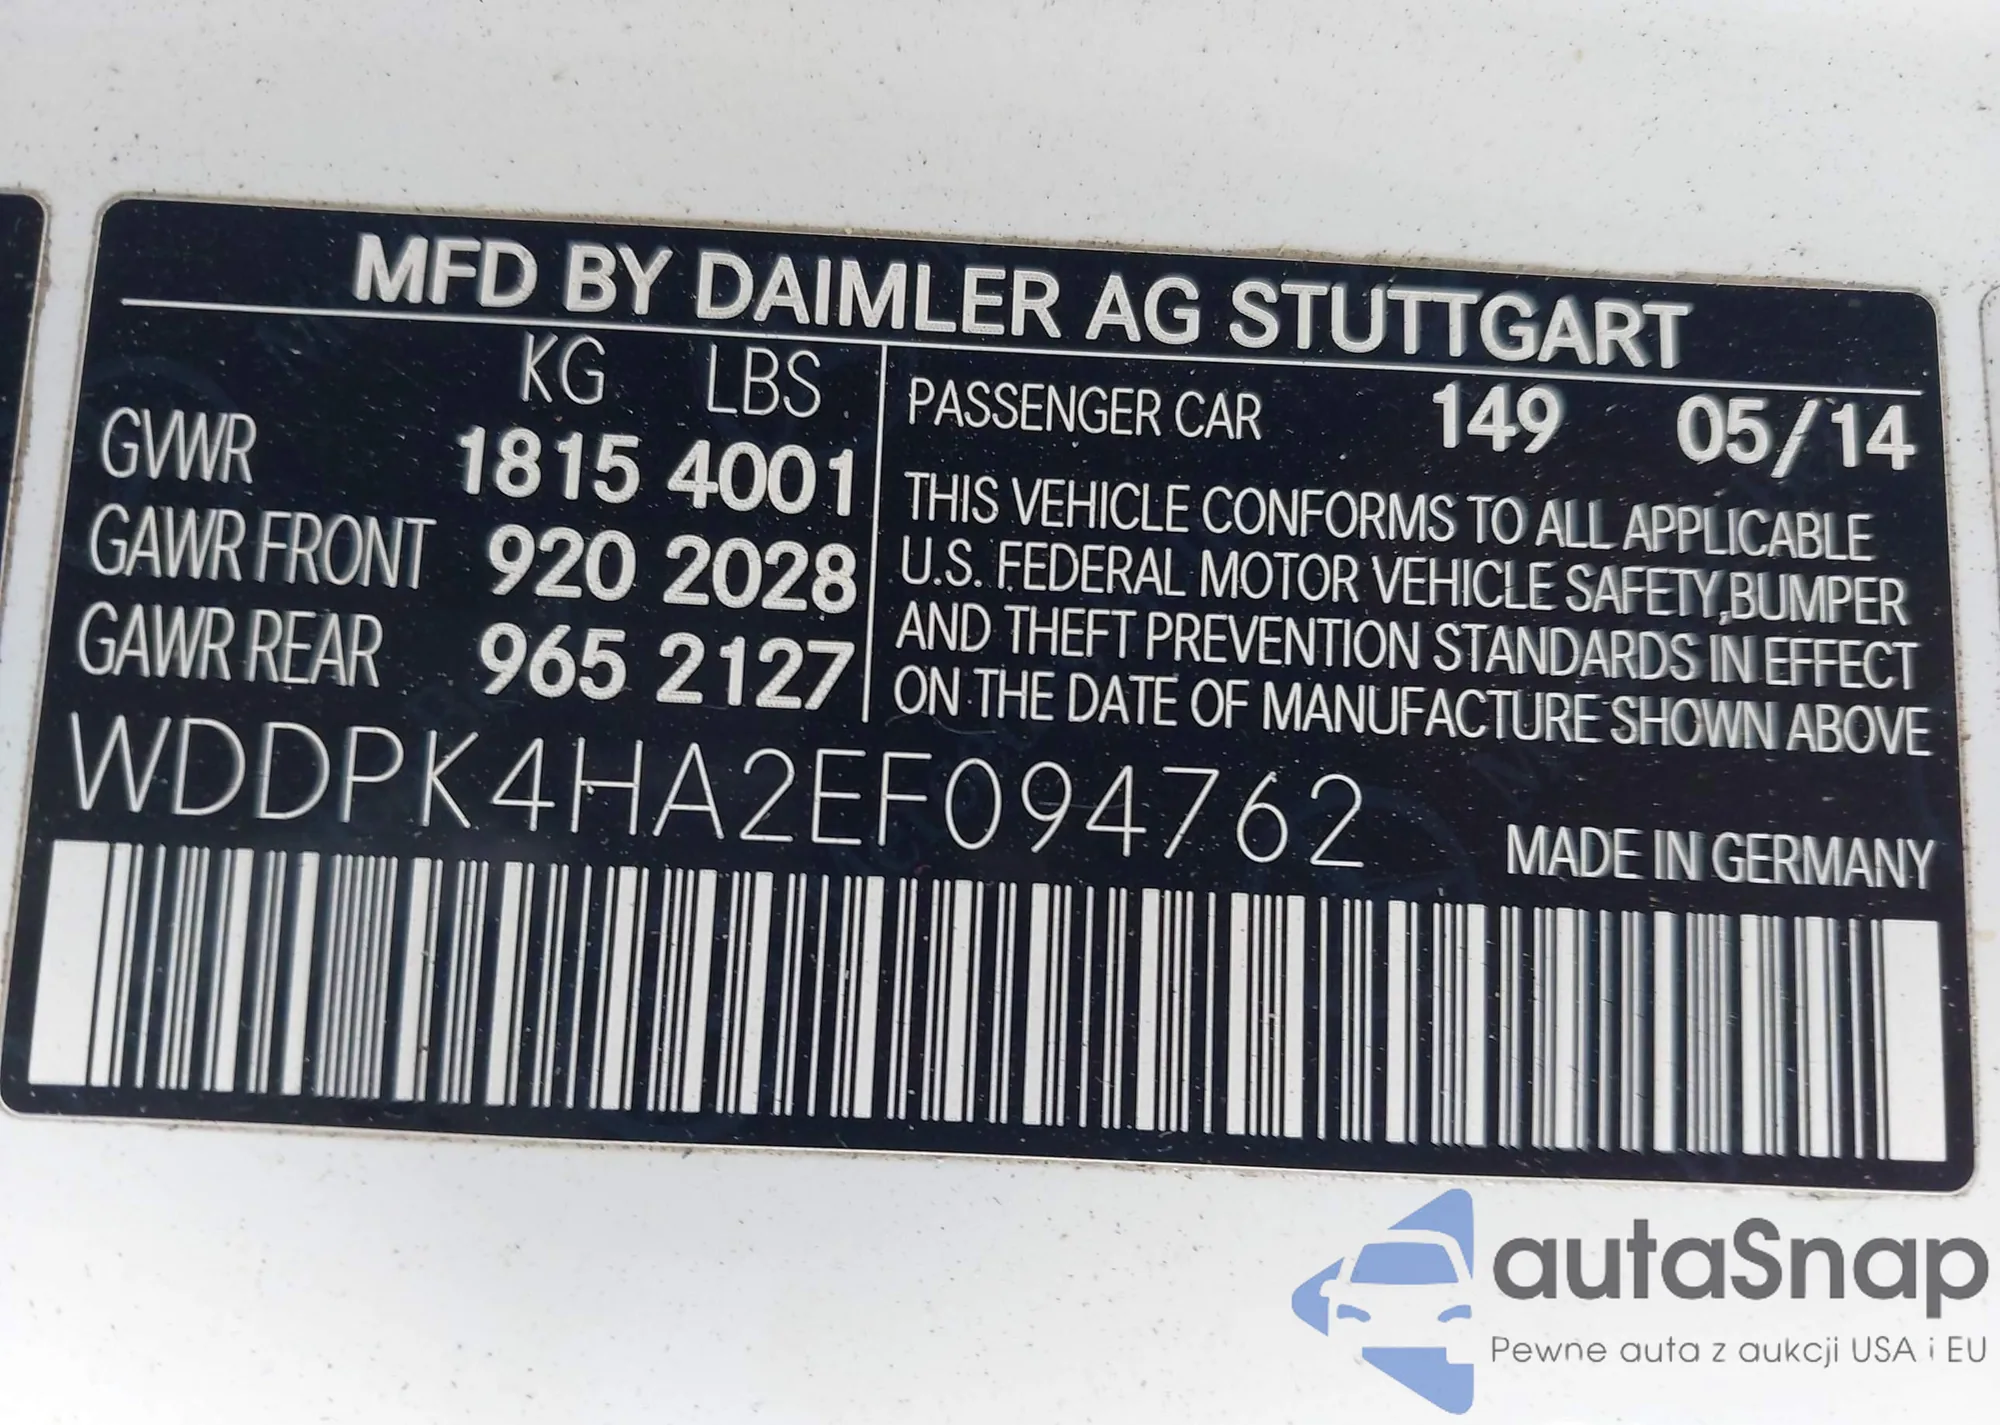 MFD BY DAIMLER AG STUTTGART
KG LBS
GVWR 1815 4001
GAWR FRONT 920 2028
GAWR REAR 965 2127
PASSENGER CAR 149 05/14
THIS VEHICLE CONFORMS TO ALL APPLICABLE
U.S. FEDERAL MOTOR VEHICLE SAFETY,BUMPER
AND THEFT PREVENTION STANDARDS IN EFFECT
ON THE DATE OF MANUFACTURE SHOWN ABOVE
WDDPK4HA2EF094762
MADE IN GERMANY
autaSnap
Pewne auta z aukcji USA i EU